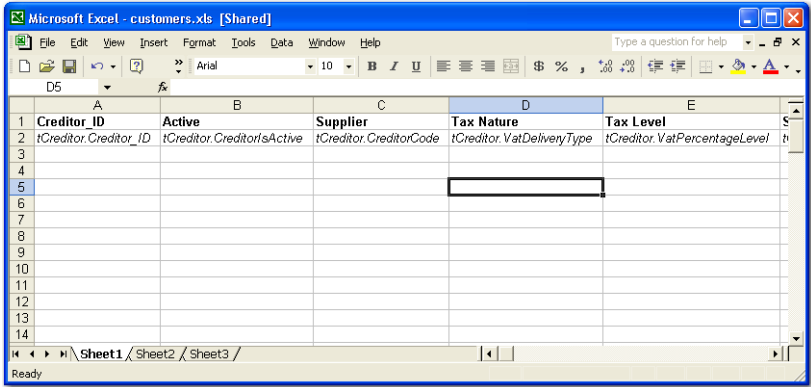 Microsoft Excel - customers.xls [Shared]
File Edit View Insert Format Tools Data Window Help Type a question for help
Arial 10 B I U $ % ,
D5 fx
A B C D E
1 Creditor_ID Active Supplier Tax Nature Tax Level S
2 tCreditor.Creditor_ID tCreditor.CreditorIsActive tCreditor.CreditorCode tCreditor.VatDeliveryType tCreditor.VatPercentageLevel
3
4
5
6
7
8
9
10
11
12
13
14
Sheet1 Sheet2 Sheet3
Ready